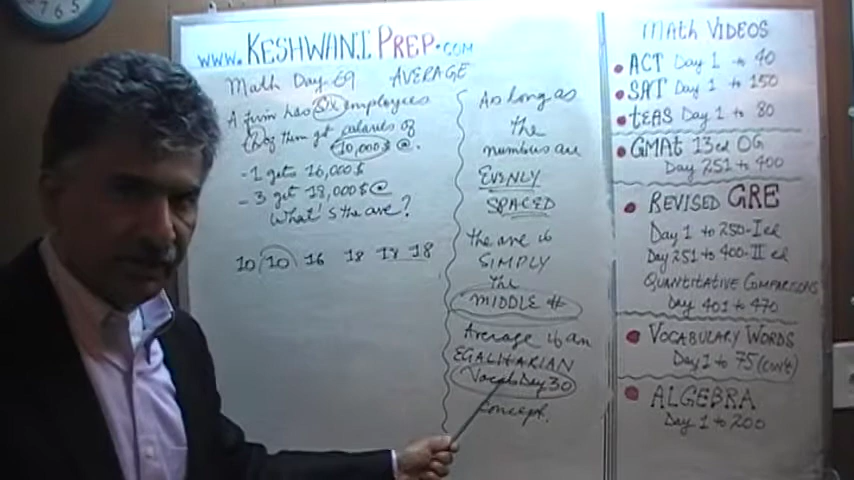 7 6 5
www.KESHWANIPREP.com
Math Day 69 AVERAGE
A firm has six employees
of them get salaries of
10,000$ @.
- 1 gets 16,000$
- 3 get 18,000$@
What's the ave?
10 10 16 18 18 18
As long as
the
numbers are
EVENLY
SPACED
the ave is
SIMPLY
the
MIDDLE #
Average is an
EGALITARIAN
Vocab Day 30
concept.
Math VIDEOS
ACT Day 1 → 40
SAT Day 1 → 150
TEAS Day 1 to 80
GMAT 13ed OG
Day 251 to 400
REVISED GRE
Day 1 to 250-I ed
Day 251 to 400-II ed
QUANTITATIVE COMPARISONS
Day 401 to 470
VOCABULARY WORDS
Day 1 to 75 (con't)
ALGEBRA
Day 1 to 200